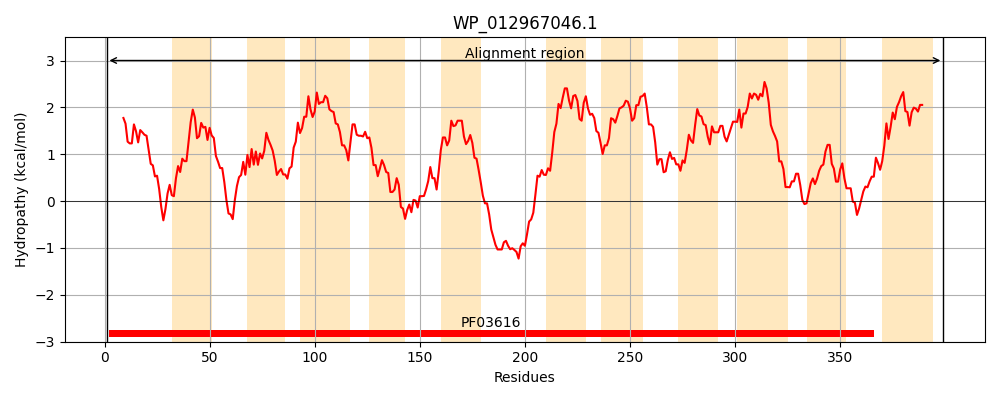 WP_012967046.1
Alignment region
3
2
1
0
−1
−2
−3
Hydropathy (kcal/mol)
PF03616
0 50 100 150 200 250 300 350
Residues